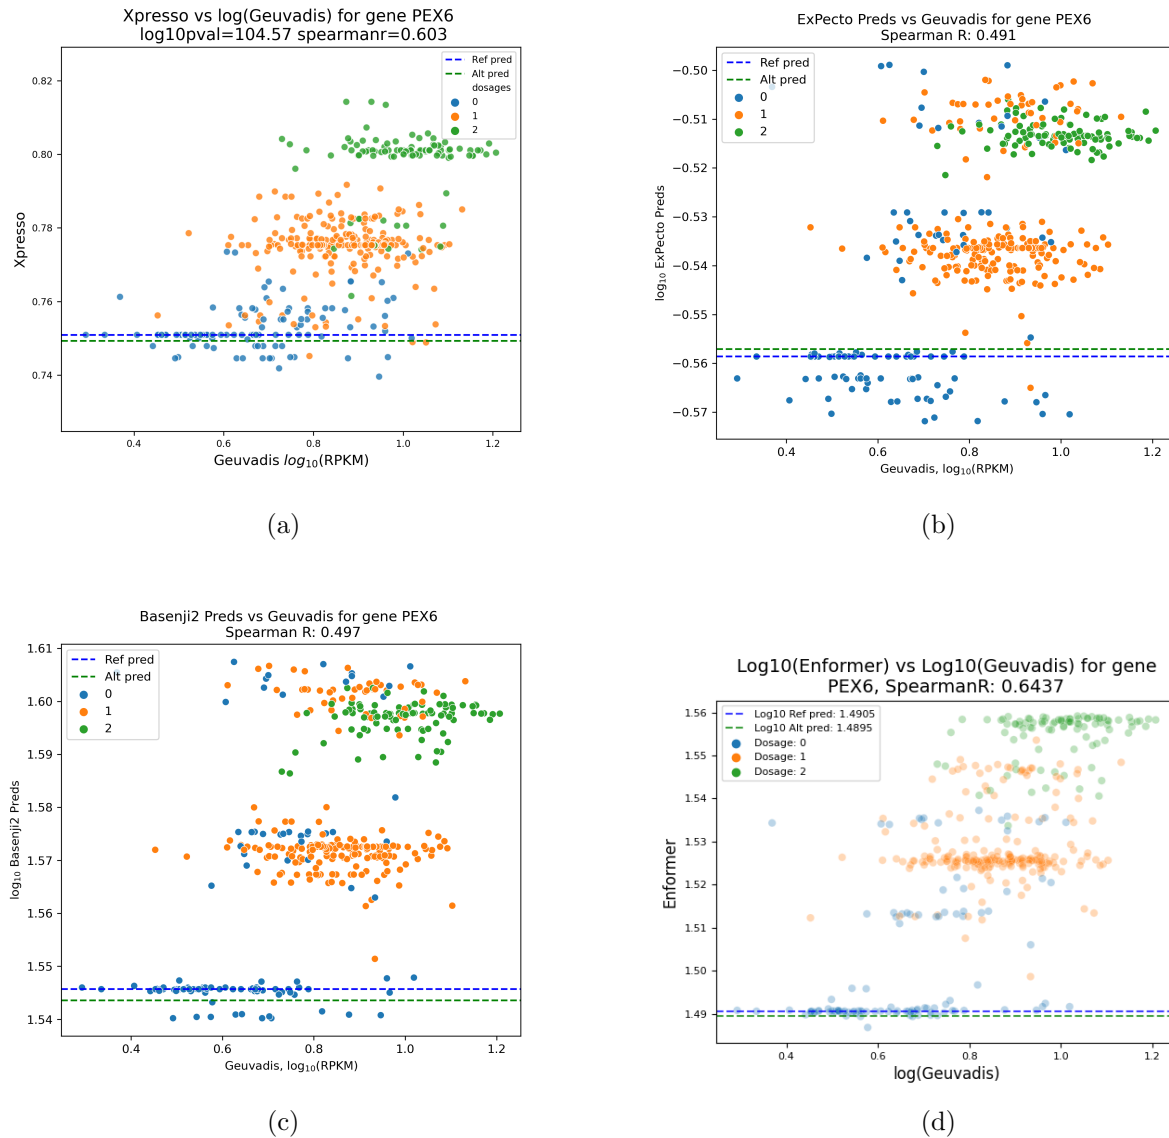 Xpresso vs log(Geuvadis) for gene PEX6
log10pval=104.57 spearmanr=0.603
Ref pred
Alt pred
dosages
0
1
2
0.82
0.80
0.78
0.76
0.74
Xpresso
0.4
0.6
0.8
1.0
1.2
Geuvadis log10(RPKM)
(a)
ExPecto Preds vs Geuvadis for gene PEX6
Spearman R: 0.491
Ref pred
Alt pred
0
1
2
−0.50
−0.51
−0.52
−0.53
−0.54
−0.55
−0.56
−0.57
log10 ExPecto Preds
0.4
0.6
0.8
1.0
1.2
Geuvadis, log10(RPKM)
(b)
Basenji2 Preds vs Geuvadis for gene PEX6
Spearman R: 0.497
Ref pred
Alt pred
0
1
2
1.61
1.60
1.59
1.58
1.57
1.56
1.55
1.54
log10 Basenji2 Preds
0.4
0.6
0.8
1.0
1.2
Geuvadis, log10(RPKM)
(c)
Log10(Enformer) vs Log10(Geuvadis) for gene
PEX6, SpearmanR: 0.6437
Log10 Ref pred: 1.4905
Log10 Alt pred: 1.4895
Dosage: 0
Dosage: 1
Dosage: 2
1.56
1.55
1.54
1.53
1.52
1.51
1.50
1.49
Enformer
0.4
0.6
0.8
1.0
1.2
log(Geuvadis)
(d)